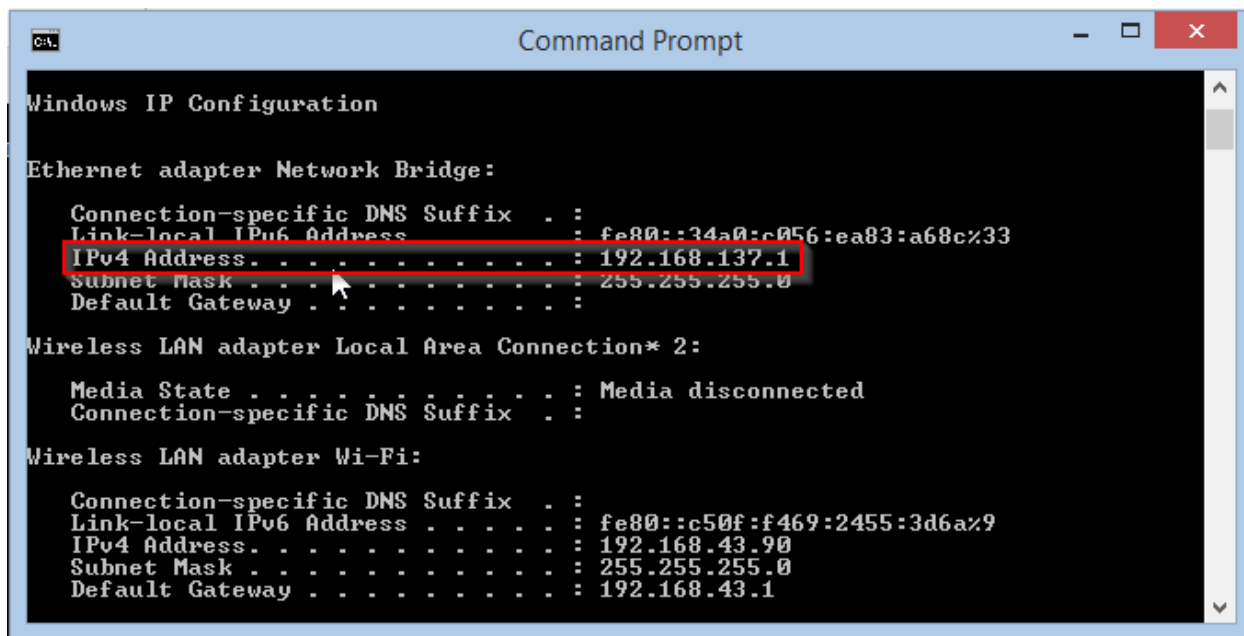 Command Prompt
Windows IP Configuration
Ethernet adapter Network Bridge:
Connection-specific DNS Suffix . :
Link-local IPv6 Address . . . . . : fe80::34a0:c056:ea83:a68c%33
IPv4 Address. . . . . . . . . . . : 192.168.137.1
Subnet Mask . . . . . . . . . . . : 255.255.255.0
Default Gateway . . . . . . . . . :
Wireless LAN adapter Local Area Connection* 2:
Media State . . . . . . . . . . . : Media disconnected
Connection-specific DNS Suffix . :
Wireless LAN adapter Wi-Fi:
Connection-specific DNS Suffix . :
Link-local IPv6 Address . . . . . : fe80::c50f:f469:2455:3d6a%9
IPv4 Address. . . . . . . . . . . : 192.168.43.90
Subnet Mask . . . . . . . . . . . : 255.255.255.0
Default Gateway . . . . . . . . . : 192.168.43.1